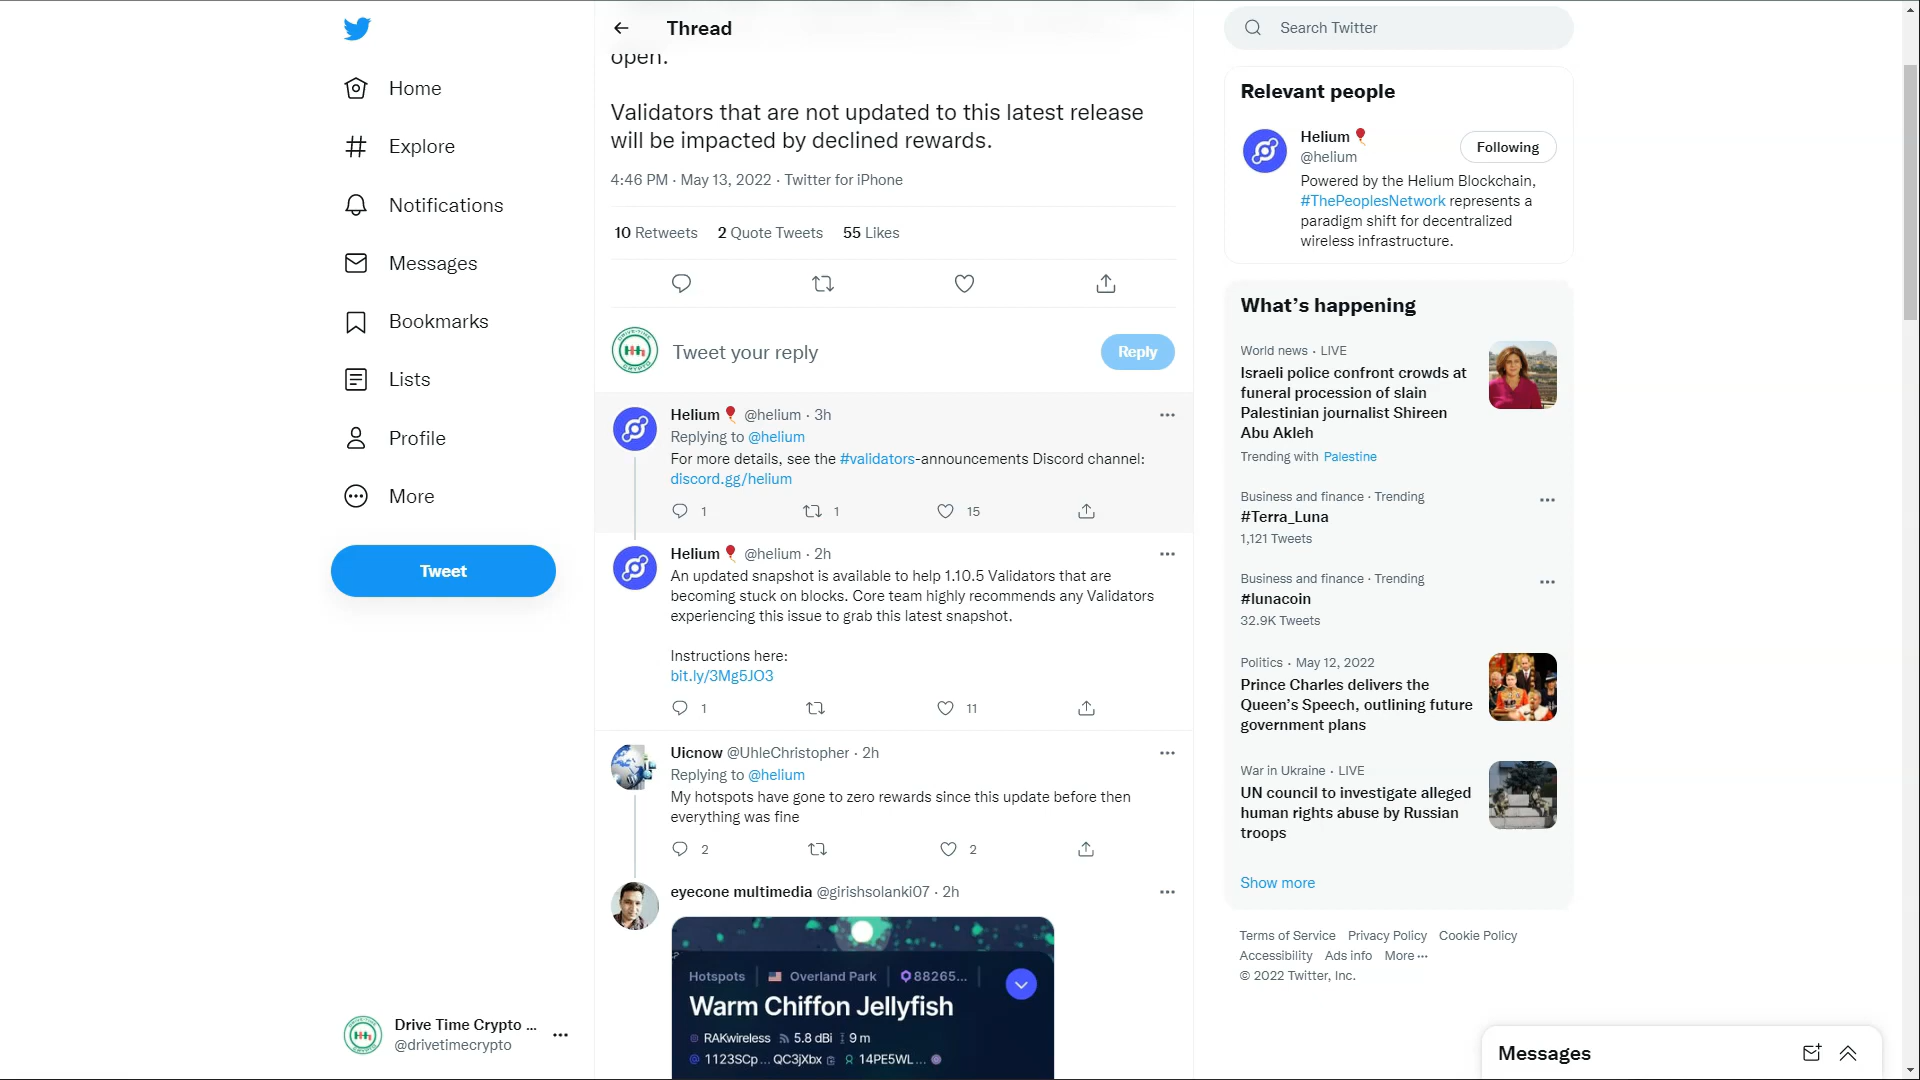 Home
Explore
Notifications
Messages
Bookmarks
Lists
Profile
More
Tweet
Drive Time Crypto ...
@drivetimecrypto
Thread
open.
Validators that are not updated to this latest release
will be impacted by declined rewards.
4:46 PM · May 13, 2022 · Twitter for iPhone
10 Retweets 2 Quote Tweets 55 Likes
Tweet your reply
Reply
Helium @helium · 3h
Replying to @helium
For more details, see the #validators-announcements Discord channel:
discord.gg/helium
1 1 15
Helium @helium · 2h
An updated snapshot is available to help 1.10.5 Validators that are
becoming stuck on blocks. Core team highly recommends any Validators
experiencing this issue to grab this latest snapshot.
Instructions here:
bit.ly/3Mg5JO3
1 11
Uicnow @UhleChristopher · 2h
Replying to @helium
My hotspots have gone to zero rewards since this update before then
everything was fine
2 2
eyecone multimedia @girishsolanki07 · 2h
Hotspots Overland Park 88265...
Warm Chiffon Jellyfish
RAKwireless 5.8 dBi 9 m
1123SCp... QC3jXbx 14PE5WL...
Search Twitter
Relevant people
Helium
@helium
Following
Powered by the Helium Blockchain,
#ThePeoplesNetwork represents a
paradigm shift for decentralized
wireless infrastructure.
What's happening
World news · LIVE
Israeli police confront crowds at
funeral procession of slain
Palestinian journalist Shireen
Abu Akleh
Trending with Palestine
Business and finance · Trending
#Terra_Luna
1,121 Tweets
Business and finance · Trending
#lunacoin
32.9K Tweets
Politics · May 12, 2022
Prince Charles delivers the
Queen's Speech, outlining future
government plans
War in Ukraine · LIVE
UN council to investigate alleged
human rights abuse by Russian
troops
Show more
Terms of Service Privacy Policy Cookie Policy
Accessibility Ads info More ···
© 2022 Twitter, Inc.
Messages